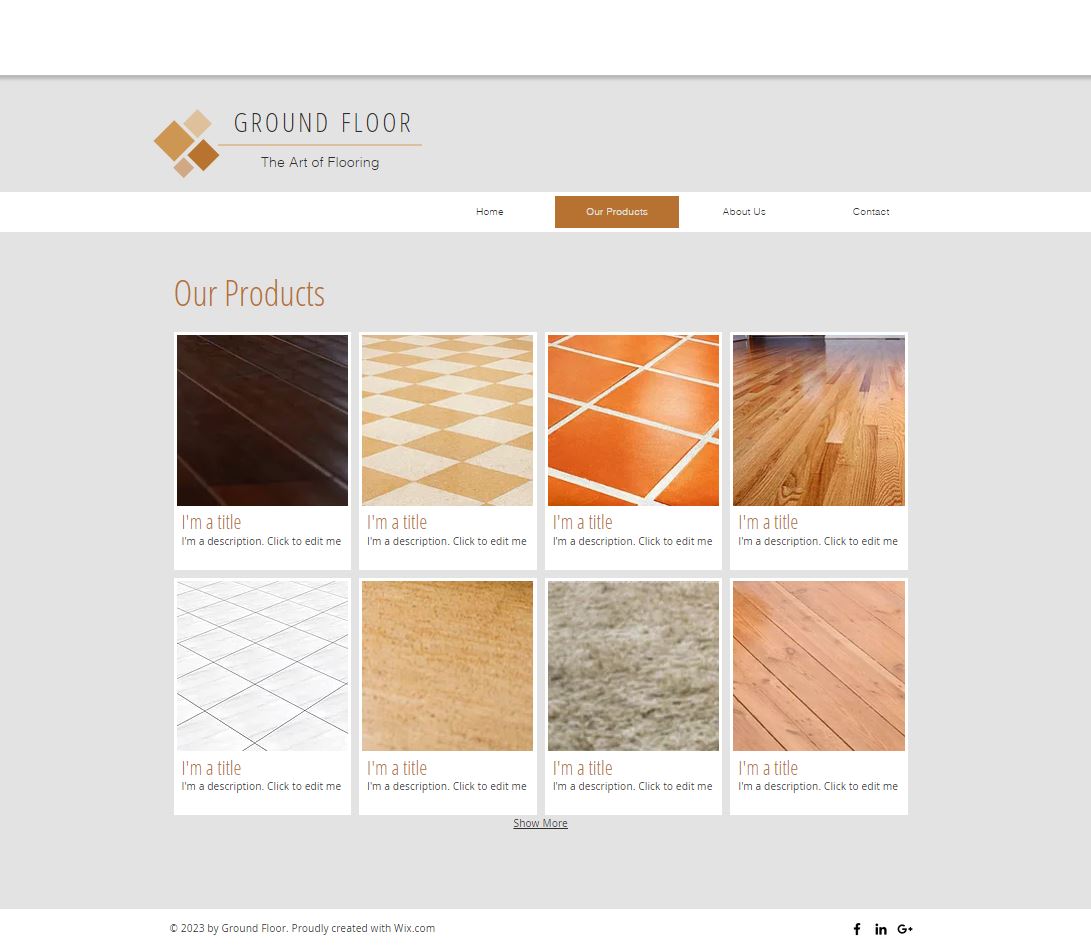 GROUND FLOOR
The Art of Flooring
Home Our Products About Us Contact
Our Products
I'm a title I'm a title I'm a title I'm a title
I'm a description. Click to edit me I'm a description. Click to edit me I'm a description. Click to edit me I'm a description. Click to edit me
I'm a title I'm a title I'm a title I'm a title
I'm a description. Click to edit me I'm a description. Click to edit me I'm a description. Click to edit me I'm a description. Click to edit me
Show More
© 2023 by Ground Floor. Proudly created with Wix.com